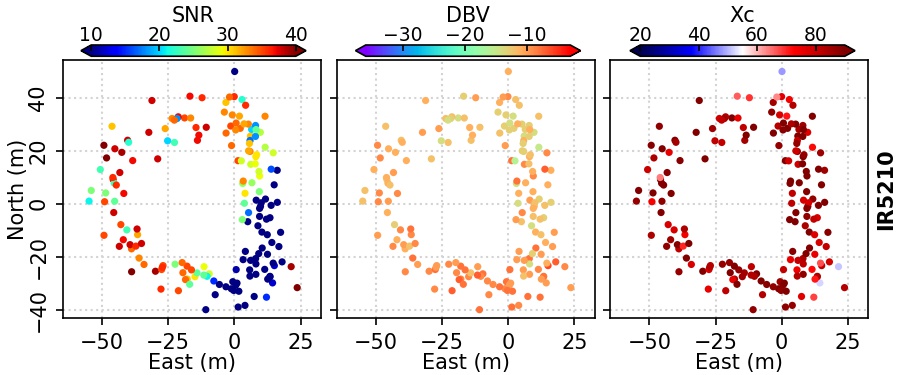 SNR DBV Xc
10 20 30 40 −30 −20 −10 20 40 60 80
40
20
0
−20
−40
North (m)
−50 −25 0 25 −50 −25 0 25 −50 −25 0 25
East (m) East (m) East (m)
IR5210